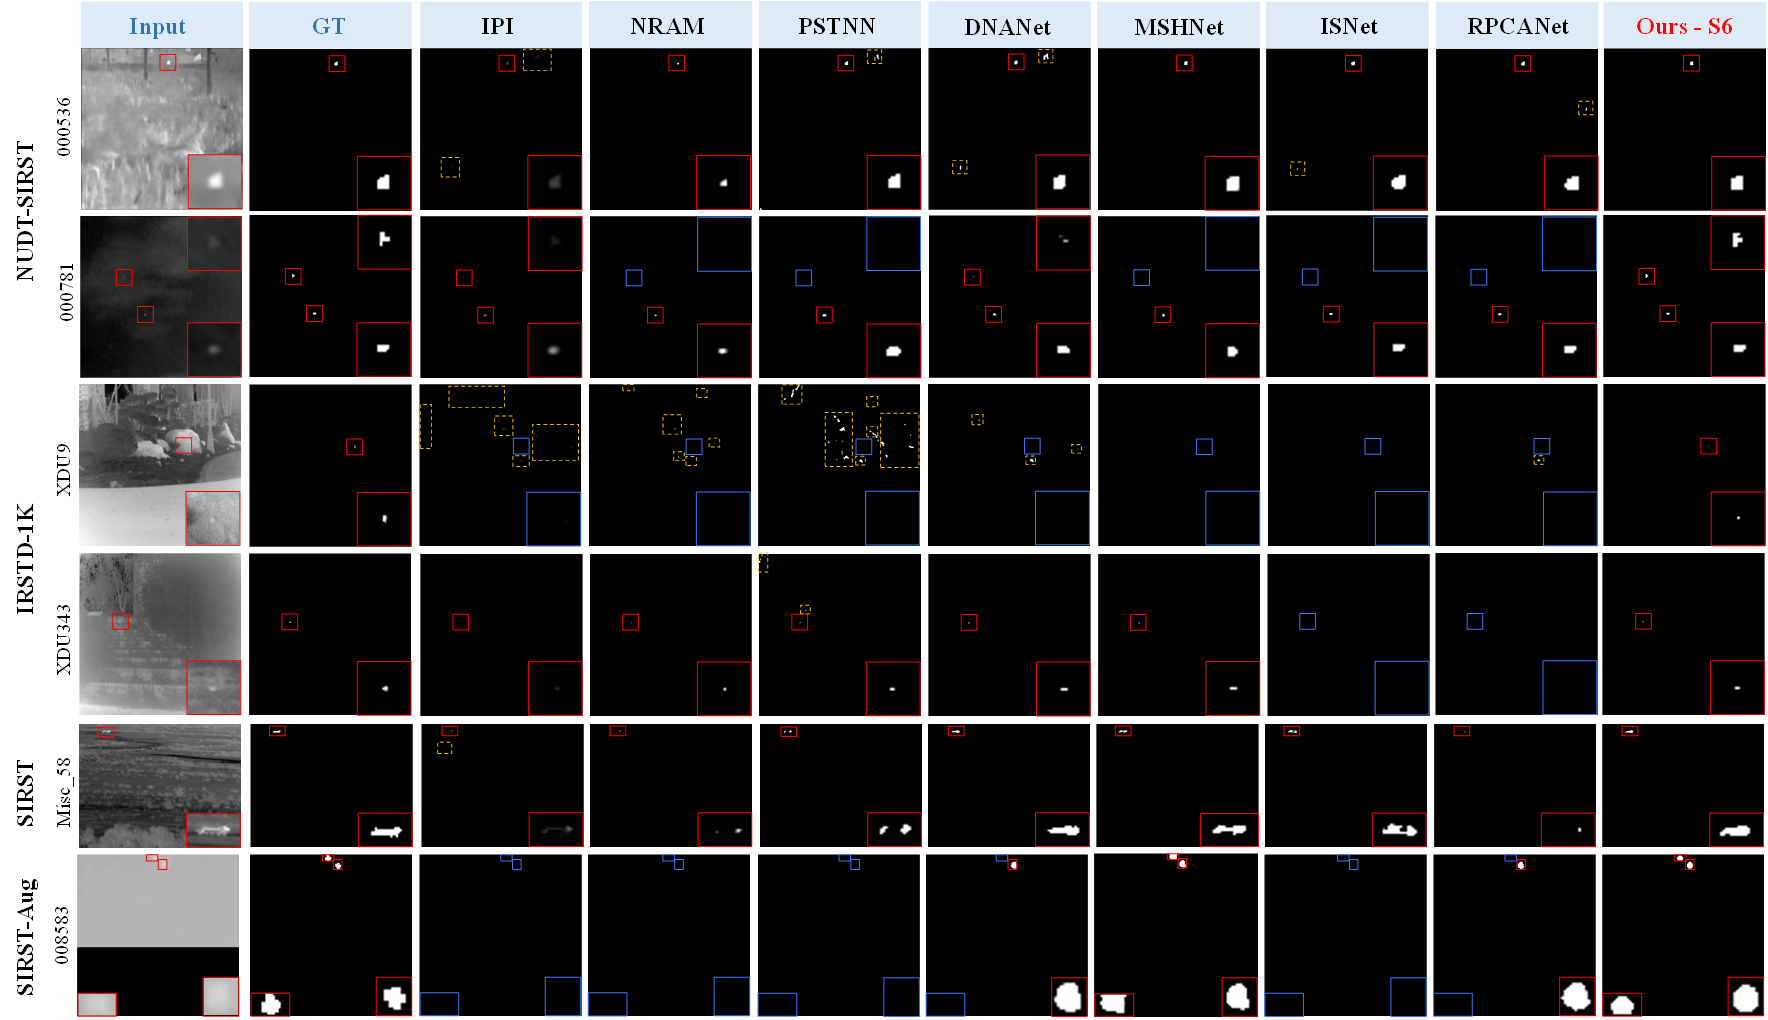 Input GT IPI NRAM PSTNN DNANet MSHNet ISNet RPCANet Ours - S6
NUDT-SIRST
000536
000781
IRSTD-1K
XDU9
XDU343
SIRST
Misc_58
SIRST-Aug
008583